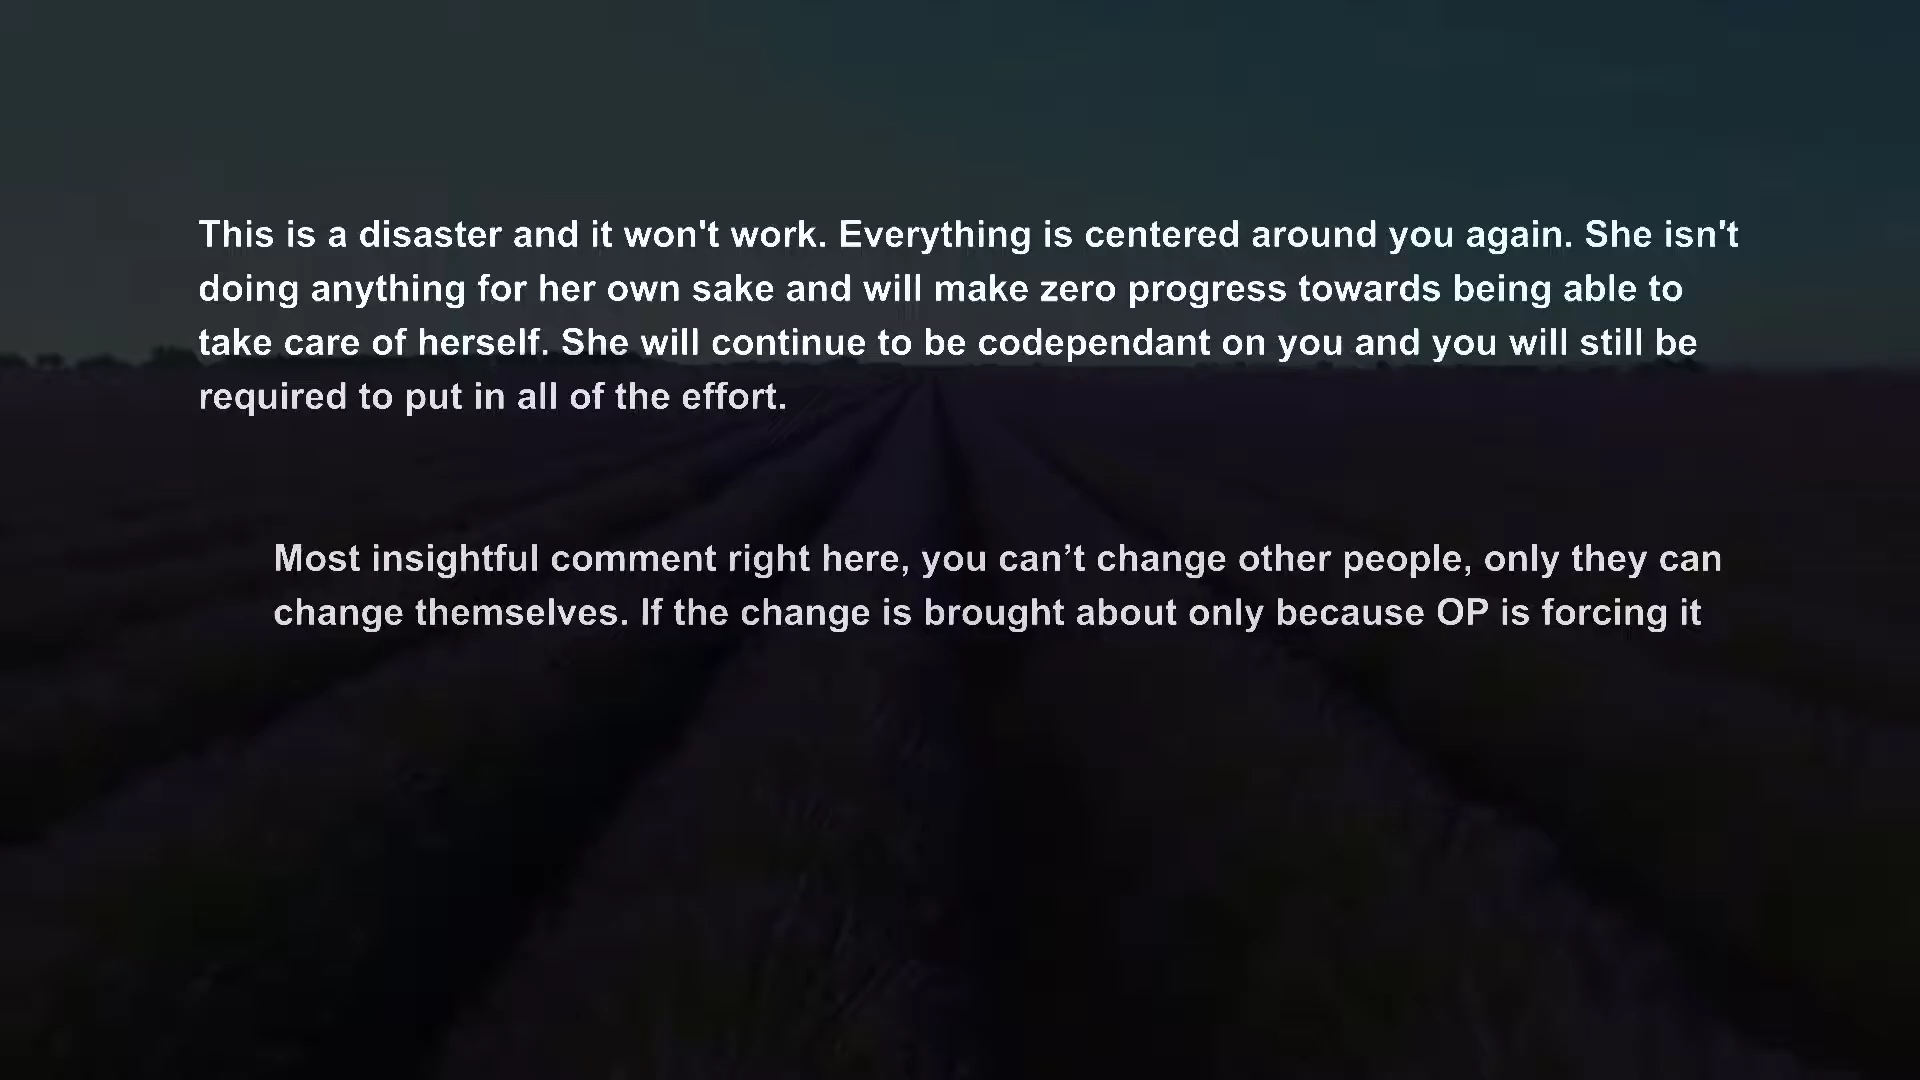 This is a disaster and it won't work. Everything is centered around you again. She isn't
doing anything for her own sake and will make zero progress towards being able to
take care of herself. She will continue to be codependant on you and you will still be
required to put in all of the effort.
Most insightful comment right here, you can’t change other people, only they can
change themselves. If the change is brought about only because OP is forcing it